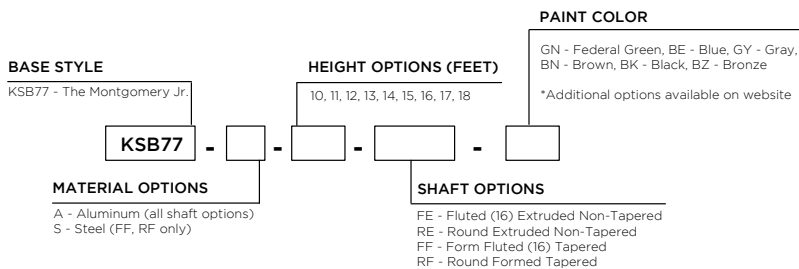 PAINT COLOR
GN - Federal Green, BE - Blue, GY - Gray,
BN - Brown, BK - Black, BZ - Bronze
*Additional options available on website
BASE STYLE
KSB77 - The Montgomery Jr.
HEIGHT OPTIONS (FEET)
10, 11, 12, 13, 14, 15, 16, 17, 18
KSB77 - - - -
MATERIAL OPTIONS
A - Aluminum (all shaft options)
S - Steel (FF, RF only)
SHAFT OPTIONS
FE - Fluted (16) Extruded Non-Tapered
RE - Round Extruded Non-Tapered
FF - Form Fluted (16) Tapered
RF - Round Formed Tapered